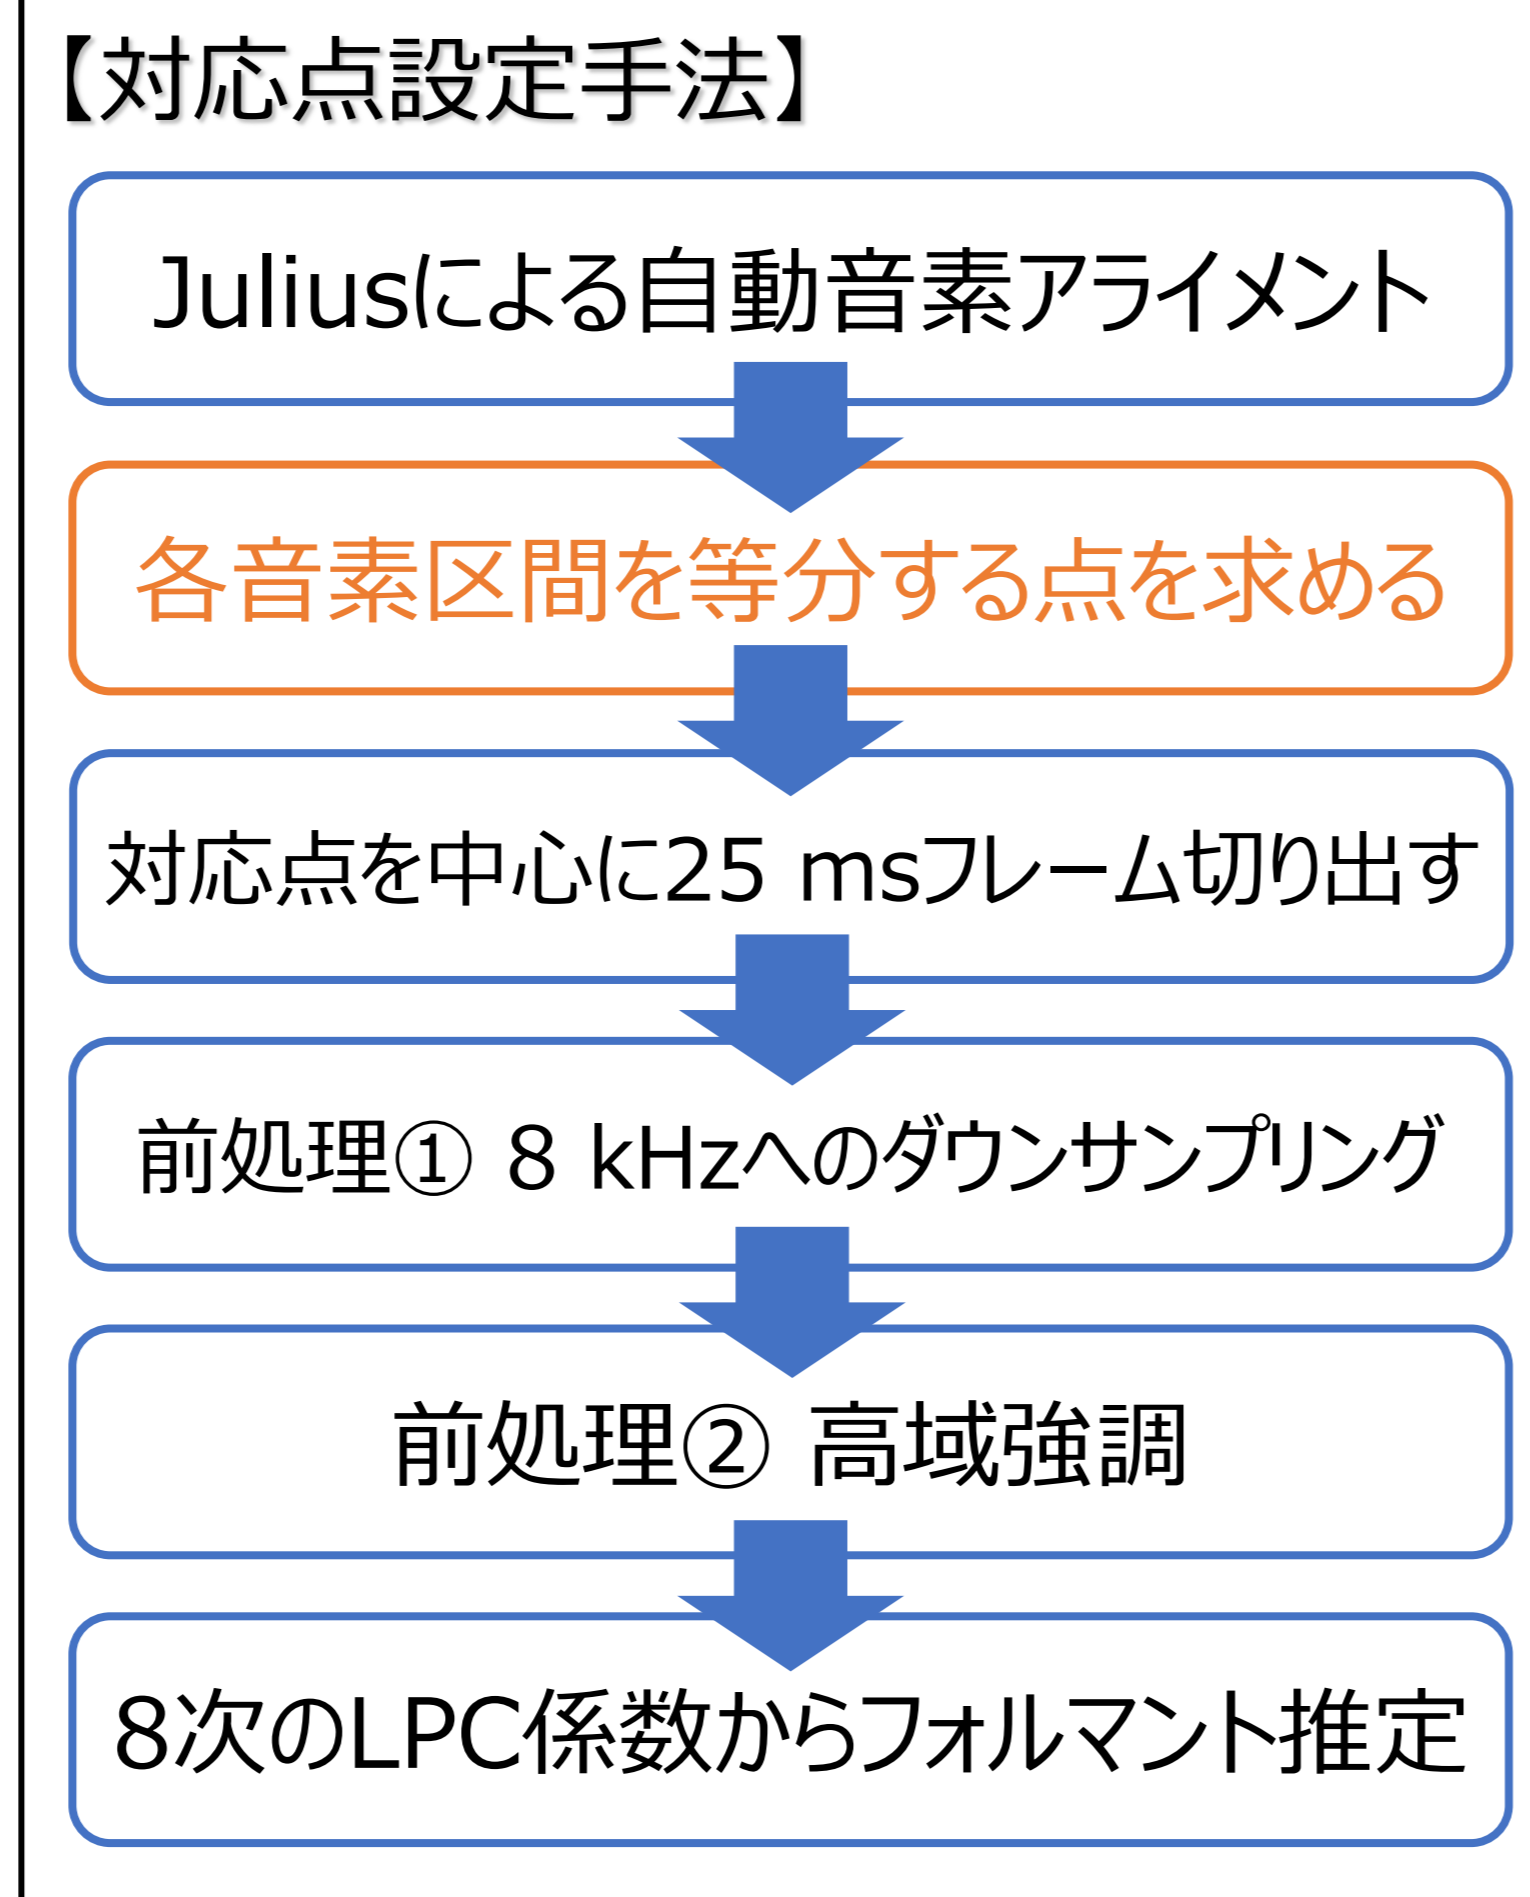 【対応点設定手法】
Juliusによる自動音素アライメント
各音素区間を等分する点を求める
対応点を中心に25 msフレーム切り出す
前処理① 8 kHzへのダウンサンプリング
前処理② 高域強調
8次のLPC係数からフォルマント推定